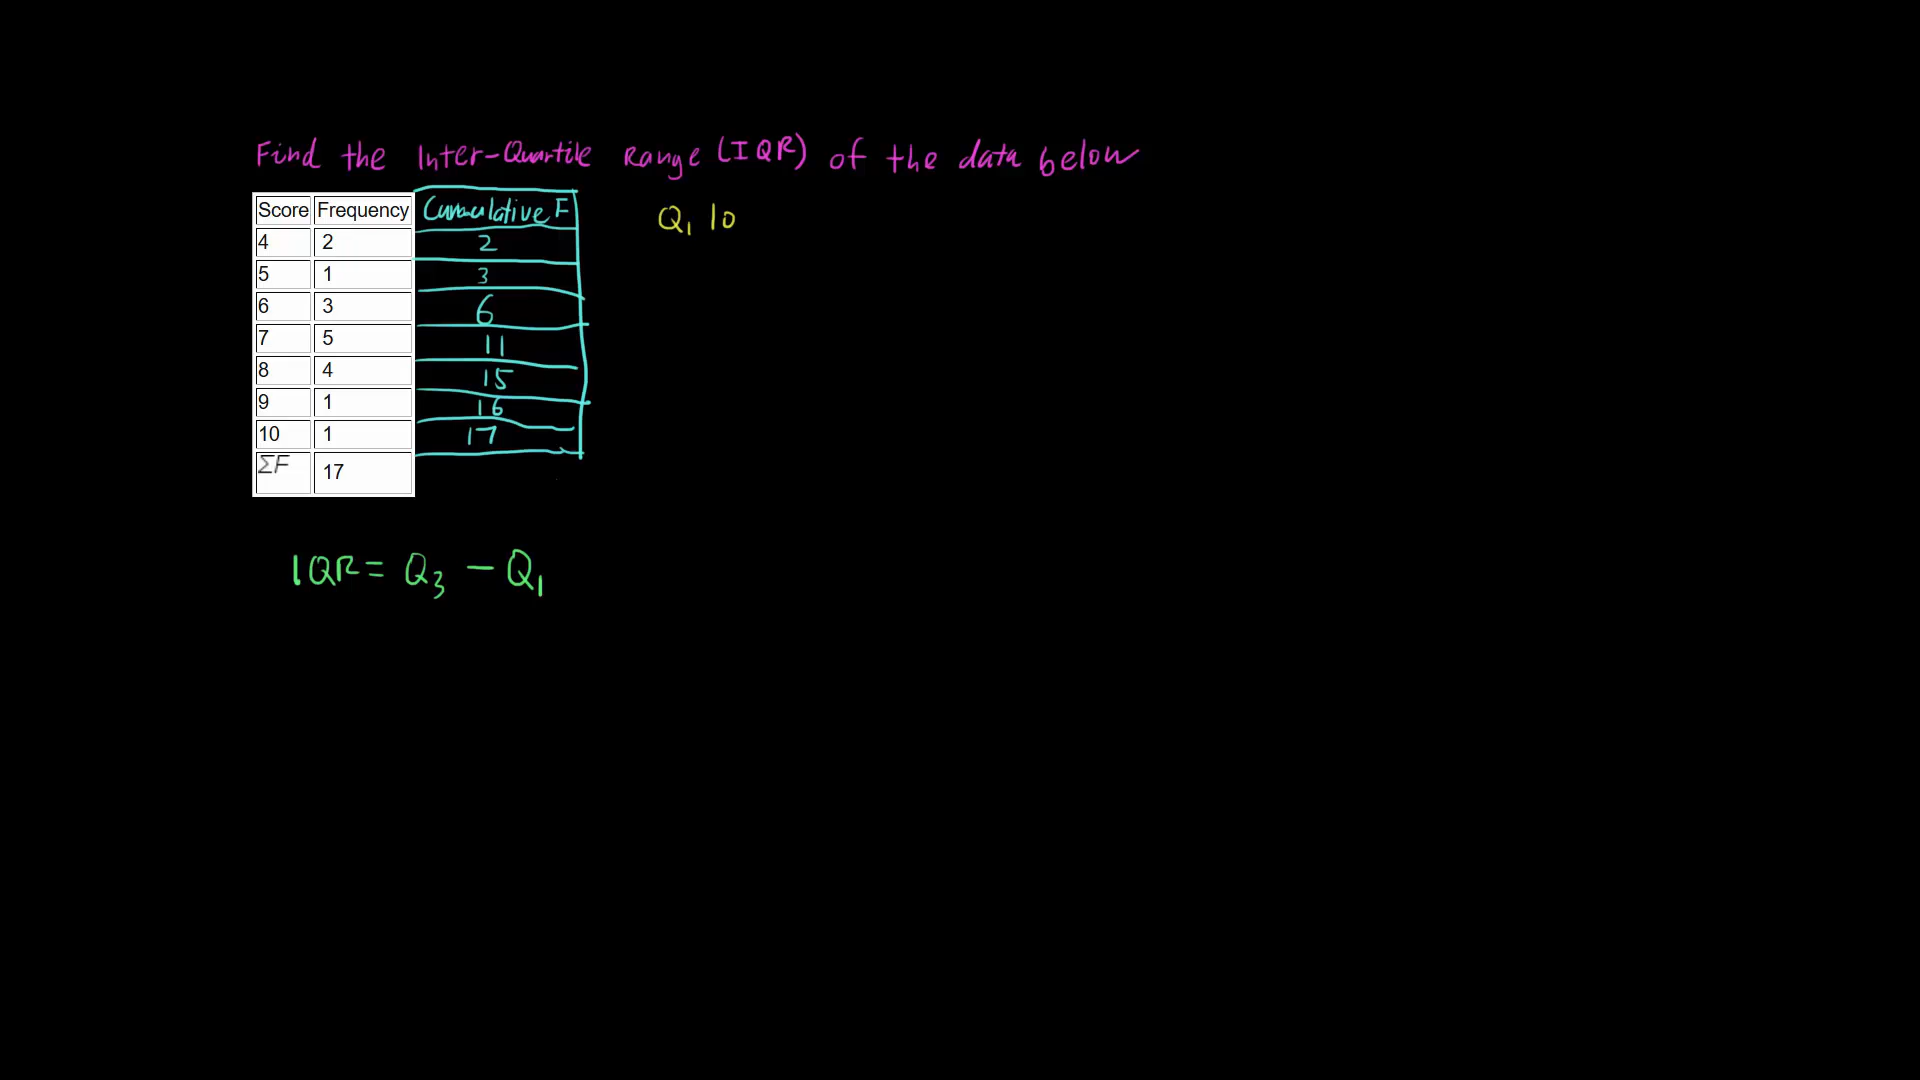 Find the Inter-Quartile Range (IQR) of the data below
Score Frequency Cumulative F
4 2 2
5 1 3
6 3 6
7 5 11
8 4 15
9 1 16
10 1 17
ΣF 17
Q₁ lo
IQR = Q₃ - Q₁